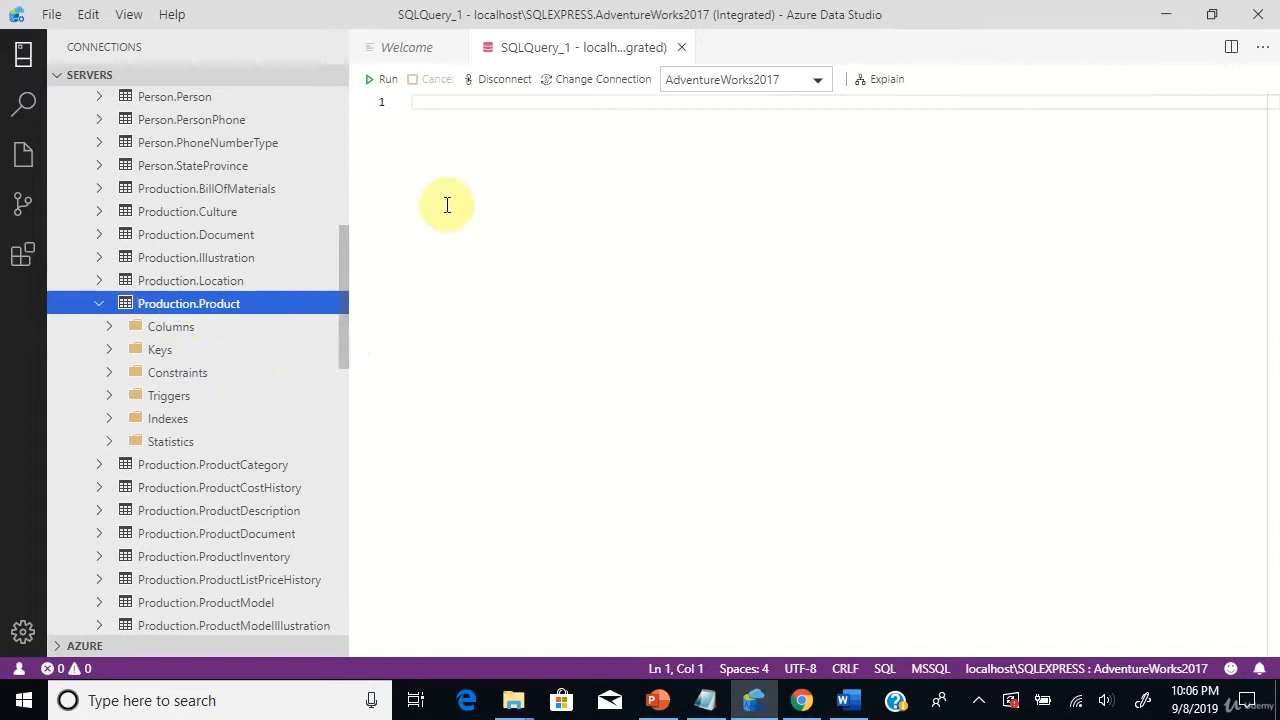 File Edit View Help SQLQuery_1 - localhost\SQLEXPRESS.AdventureWorks2017 (Integrated) - Azure Data Studio
CONNECTIONS
Welcome
SQLQuery_1 - localh...grated)
SERVERS
Run Cancel Disconnect Change Connection AdventureWorks2017 Explain
1
Person.Person
Person.PersonPhone
Person.PhoneNumberType
Person.StateProvince
Production.BillOfMaterials
Production.Culture
Production.Document
Production.Illustration
Production.Location
Production.Product
Columns
Keys
Constraints
Triggers
Indexes
Statistics
Production.ProductCategory
Production.ProductCostHistory
Production.ProductDescription
Production.ProductDocument
Production.ProductInventory
Production.ProductListPriceHistory
Production.ProductModel
Production.ProductModelIllustration
AZURE
0 0 Ln 1, Col 1 Spaces: 4 UTF-8 CRLF SQL MSSQL localhost\SQLEXPRESS : AdventureWorks2017
Type here to search
10:06 PM
9/8/2019
Udemy